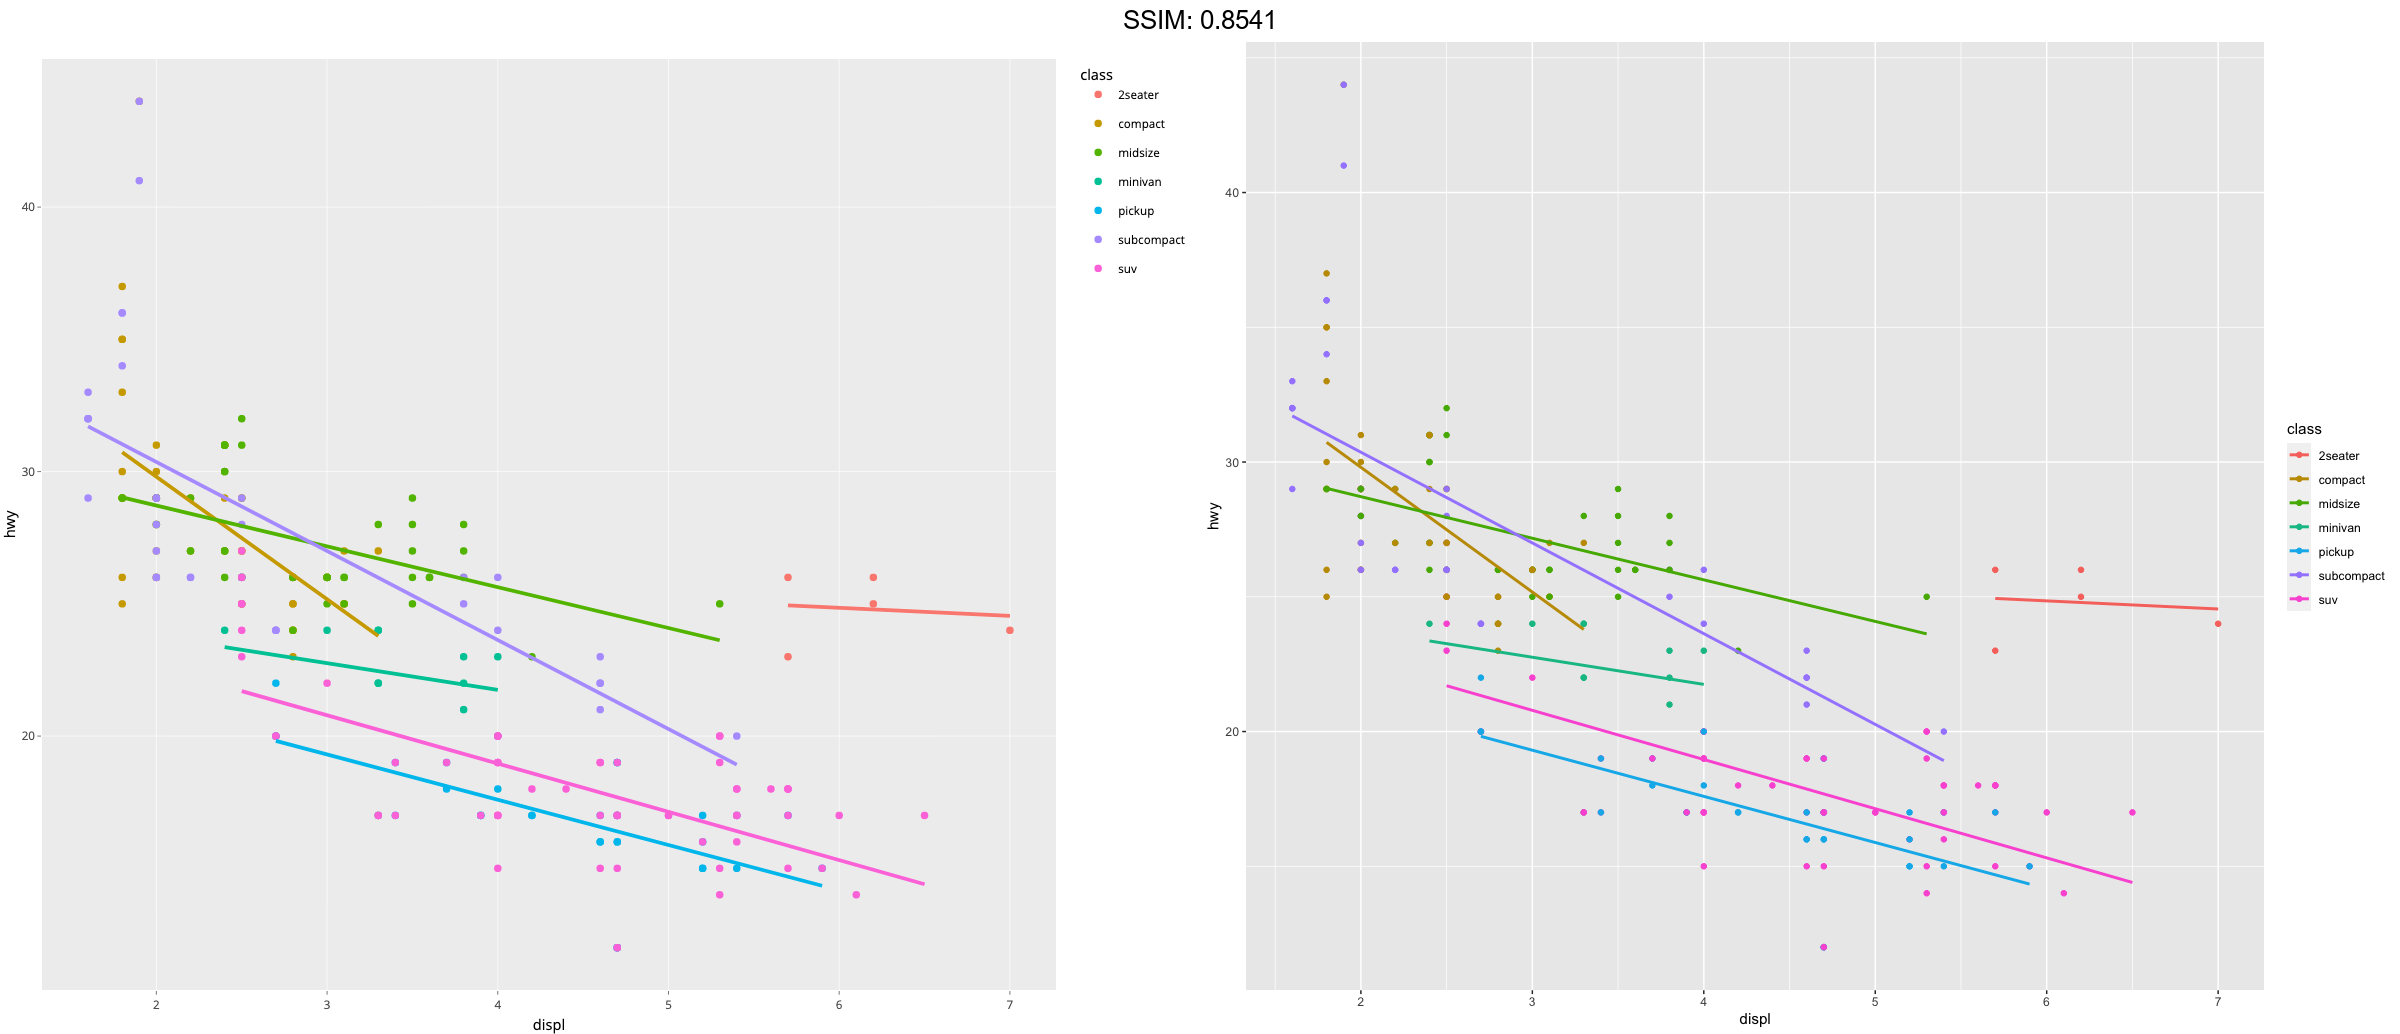 SSIM: 0.8541
hwy
40
30
20
2 3 4 5 6 7
displ
class
2seater
compact
midsize
minivan
pickup
subcompact
suv
hwy
40
30
20
2 3 4 5 6 7
displ
class
2seater
compact
midsize
minivan
pickup
subcompact
suv